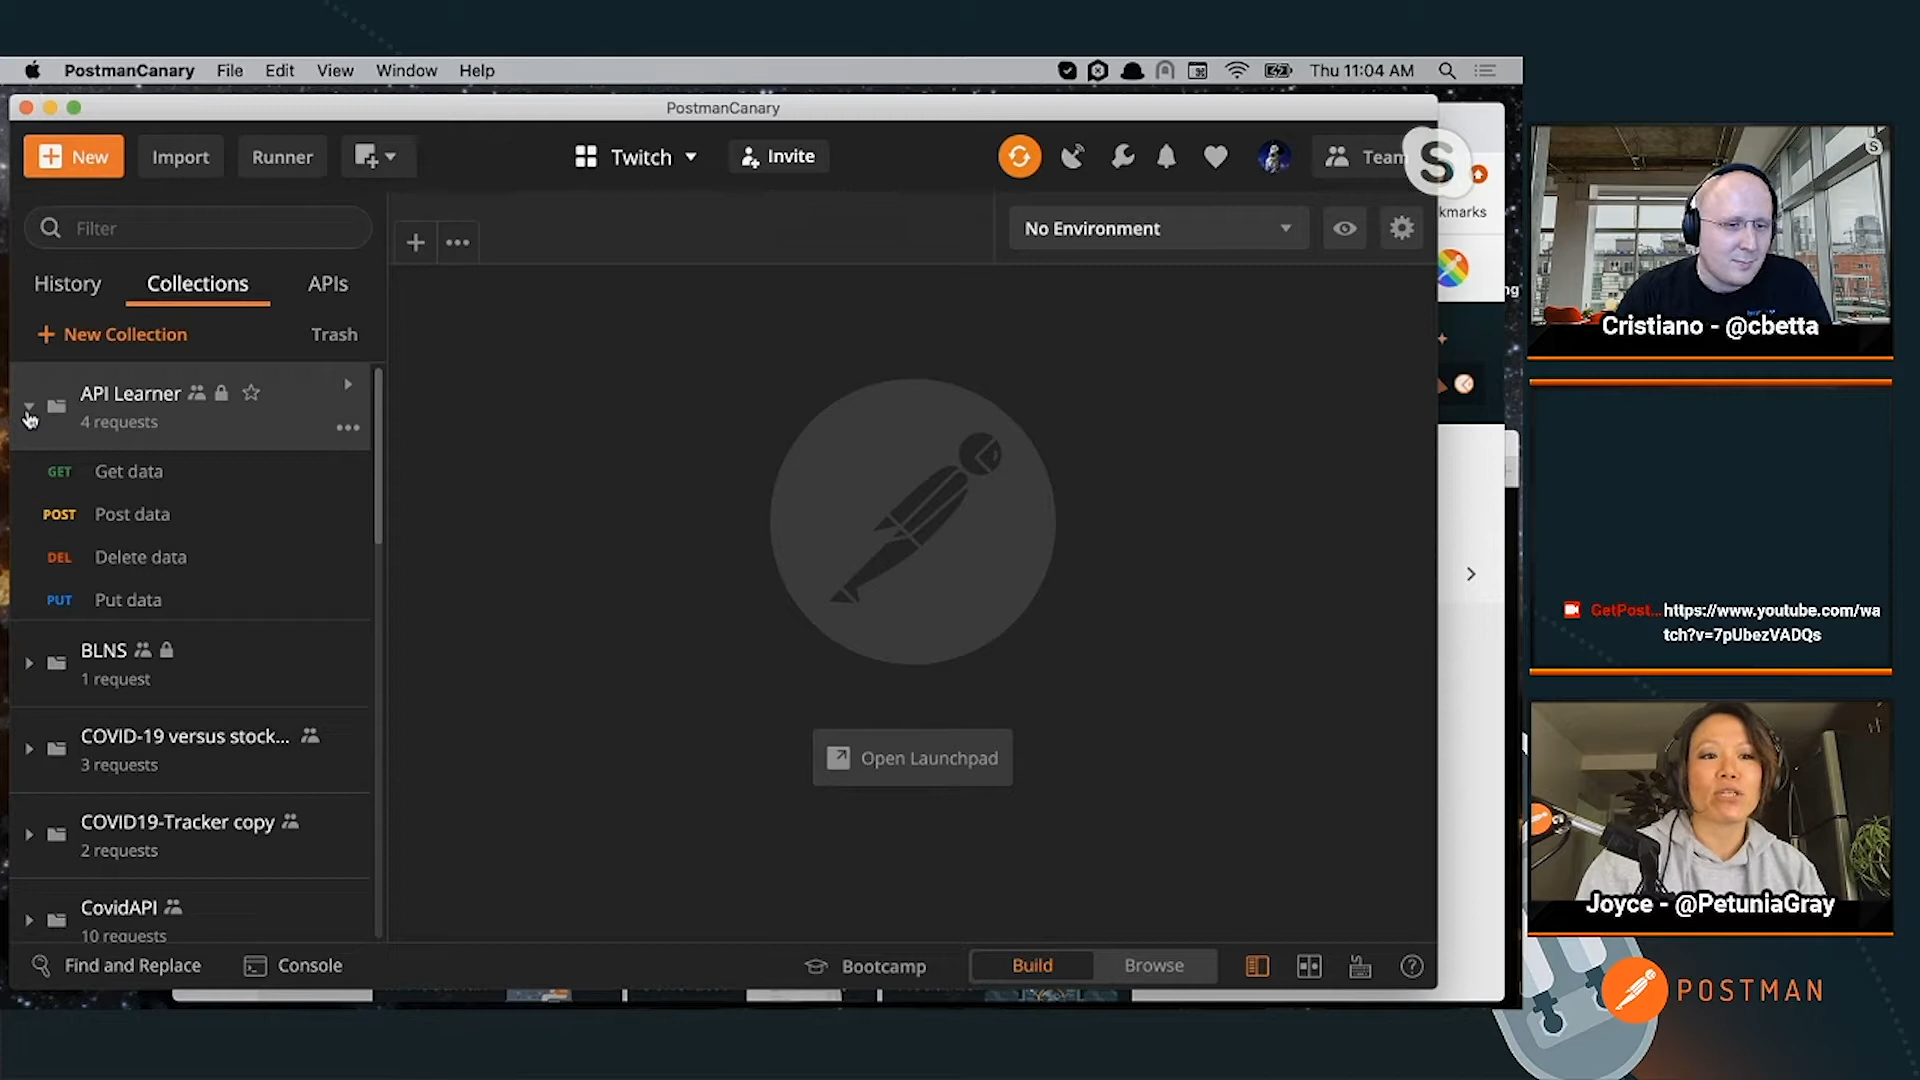 PostmanCanary File Edit View Window Help Thu 11:04 AM
PostmanCanary
New Import Runner Twitch Invite Team
kmarks
Filter
No Environment
History Collections APIs
+ New Collection Trash
API Learner
4 requests
GET Get data
POST Post data
DEL Delete data
PUT Put data
BLNS
1 request
COVID-19 versus stock...
3 requests
COVID19-Tracker copy
2 requests
CovidAPI
10 requests
Open Launchpad
Find and Replace Console Bootcamp Build Browse
Cristiano - @cbetta
GetPost... https://www.youtube.com/wa
tch?v=7pUbezVADQs
Joyce - @PetuniaGray
POSTMAN